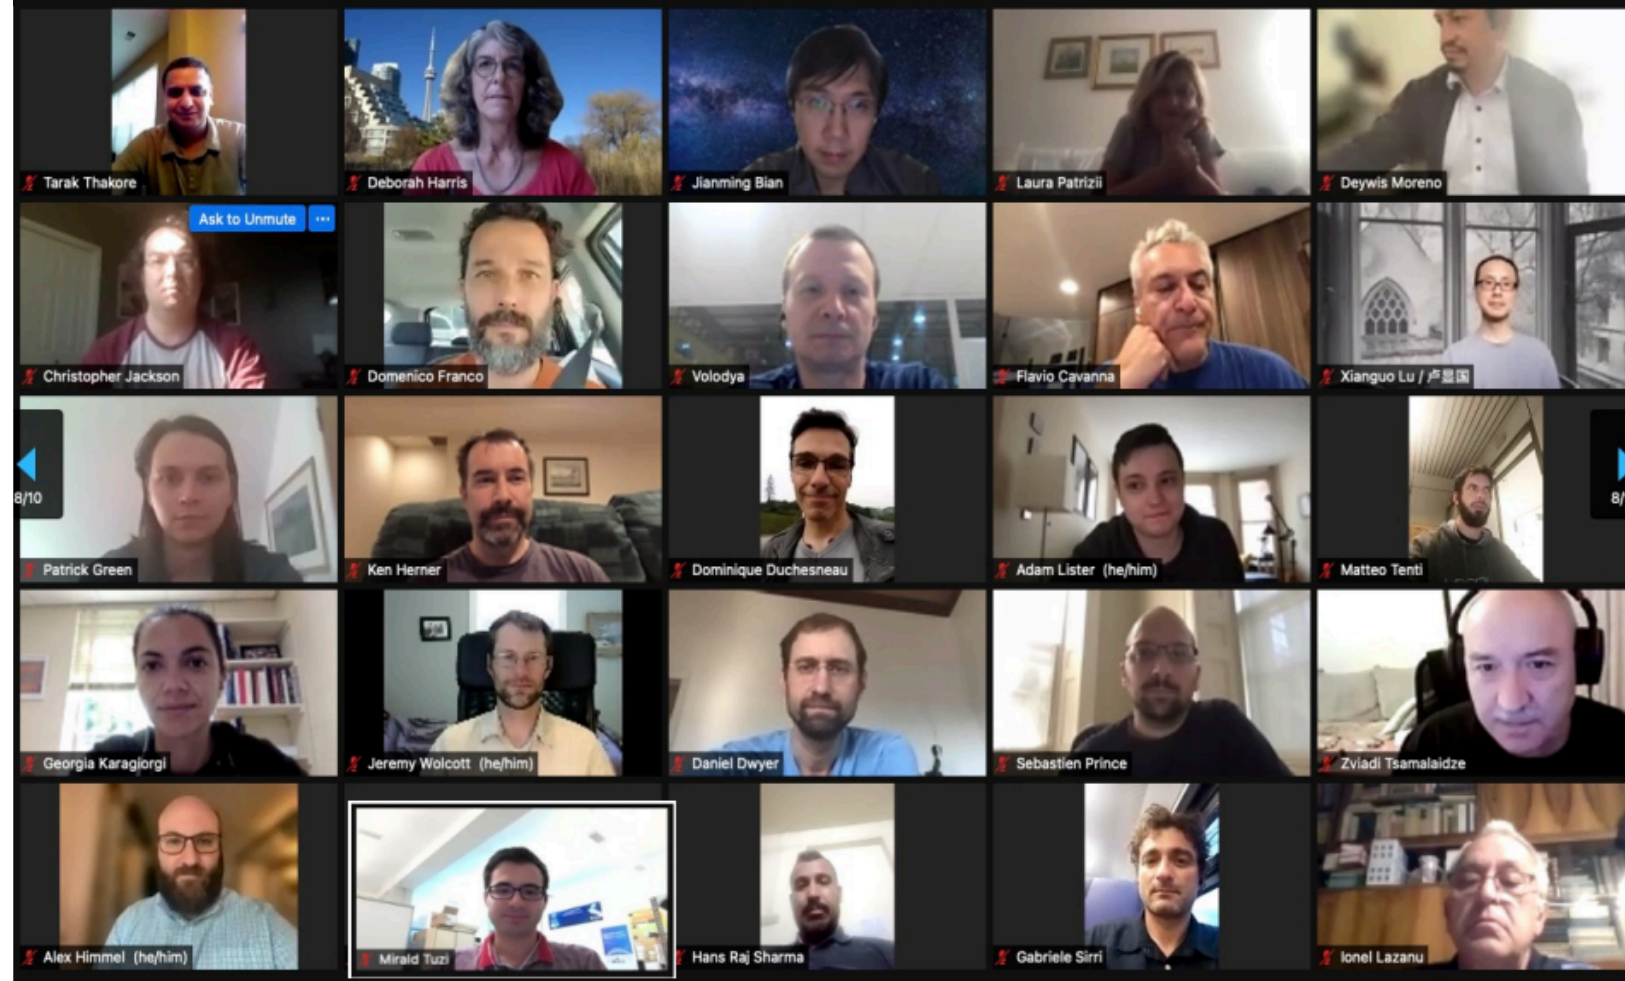 Tarak Thakore
Deborah Harris
Jianming Bian
Laura Patrizii
Deywis Moreno
Ask to Unmute
Christopher Jackson
Domenico Franco
Volodya
Flavio Cavanna
Xianguo Lu / 卢显国
8/10
8/
Patrick Green
Ken Herner
Dominique Duchesneau
Adam Lister (he/him)
Matteo Tenti
Georgia Karagiorgi
Jeremy Wolcott (he/him)
Daniel Dwyer
Sebastien Prince
Zviadi Tsamalaidze
Alex Himmel (he/him)
Mirald Tuzi
Hans Raj Sharma
Gabriele Sirri
Ionel Lazanu